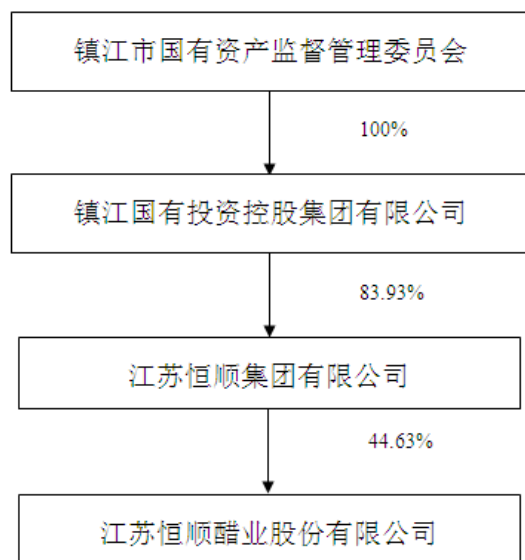 镇江市国有资产监督管理委员会
100%
镇江国有投资控股集团有限公司
83.93%
江苏恒顺集团有限公司
44.63%
江苏恒顺醋业股份有限公司